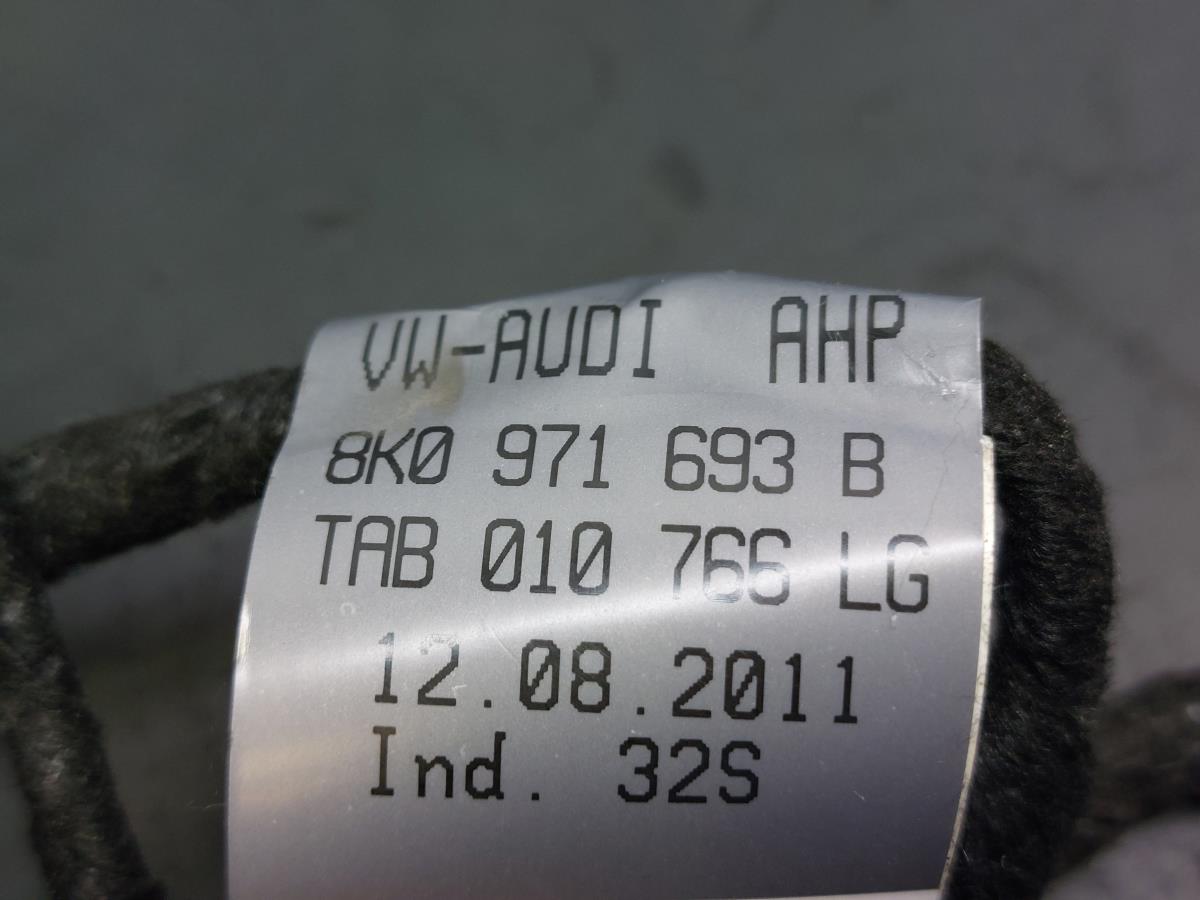 VW-AUDI AHP
8K0 971 693 B
TAB 010 766 LG
12.08.2011
Ind. 32S